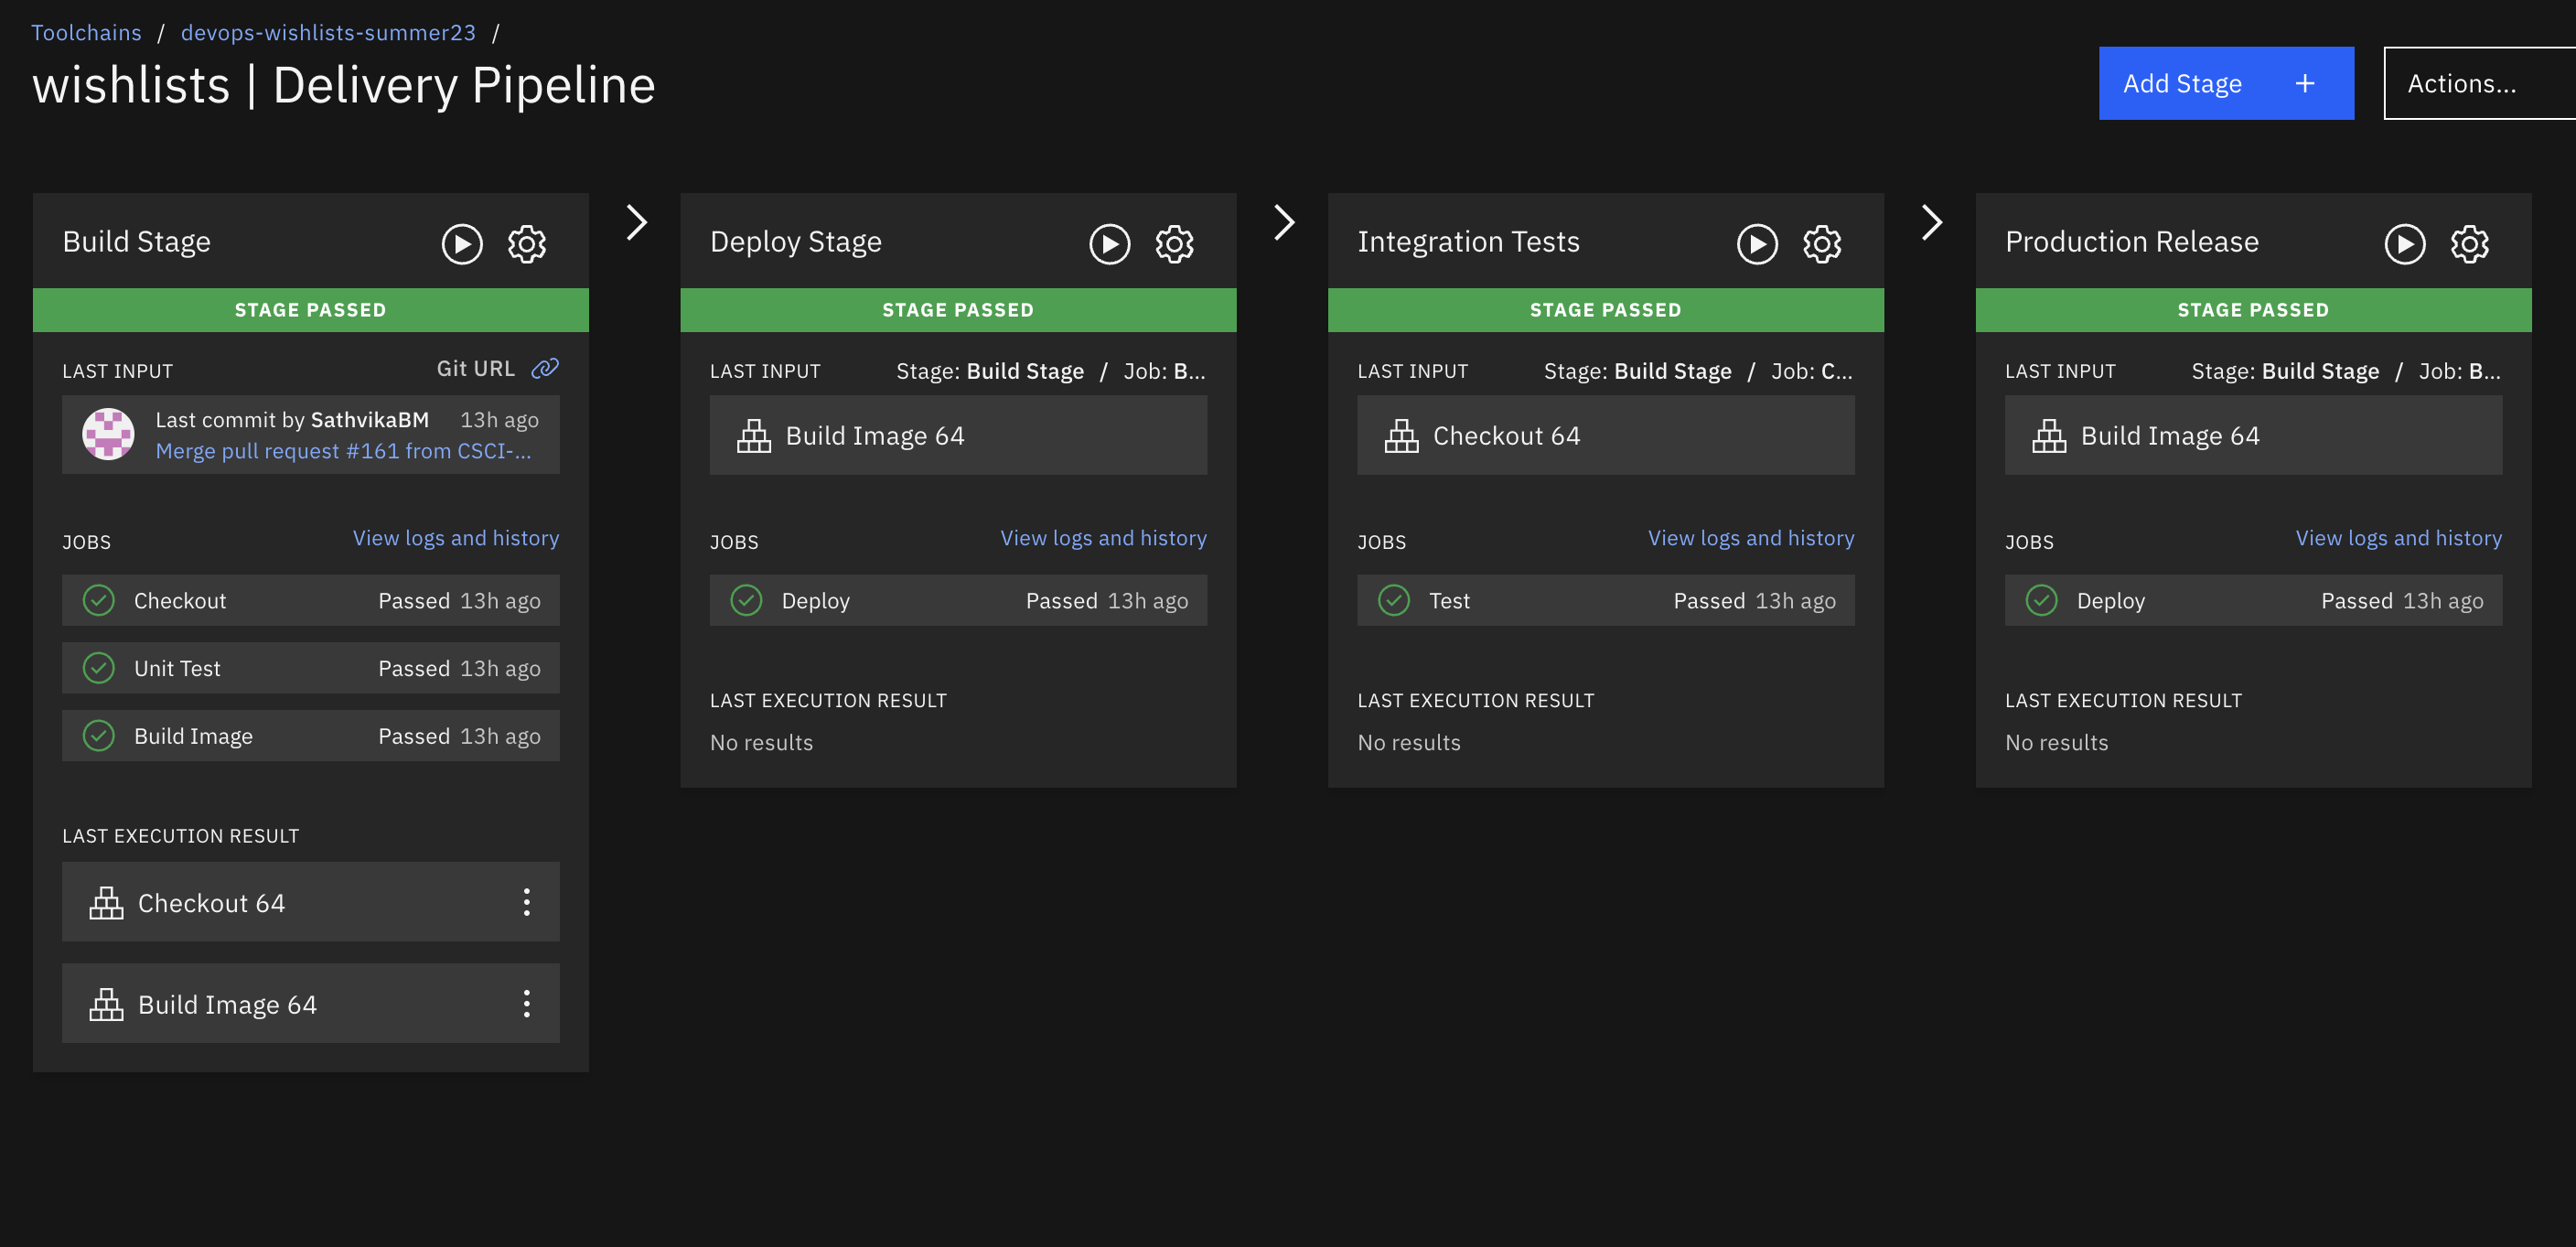 Toolchains / devops-wishlists-summer23 /
wishlists | Delivery Pipeline
Add Stage +
Actions...
Build Stage
STAGE PASSED
LAST INPUT Git URL
Last commit by SathvikaBM 13h ago
Merge pull request #161 from CSCI-...
JOBS View logs and history
Checkout Passed 13h ago
Unit Test Passed 13h ago
Build Image Passed 13h ago
LAST EXECUTION RESULT
Checkout 64
Build Image 64
Deploy Stage
STAGE PASSED
LAST INPUT Stage: Build Stage / Job: B...
Build Image 64
JOBS View logs and history
Deploy Passed 13h ago
LAST EXECUTION RESULT
No results
Integration Tests
STAGE PASSED
LAST INPUT Stage: Build Stage / Job: C...
Checkout 64
JOBS View logs and history
Test Passed 13h ago
LAST EXECUTION RESULT
No results
Production Release
STAGE PASSED
LAST INPUT Stage: Build Stage / Job: B...
Build Image 64
JOBS View logs and history
Deploy Passed 13h ago
LAST EXECUTION RESULT
No results